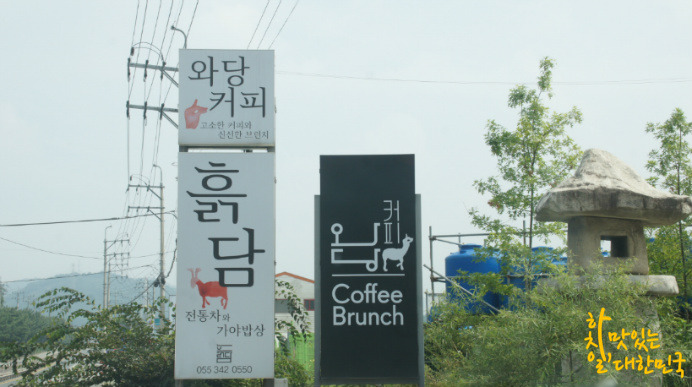 와당
커피
고소한 커피와
신선한 브런치
흙
담
전통차와
가야밥상
055 342 0550
커피
와당
Coffee
Brunch
하지만
맛있는
일! 대한민국